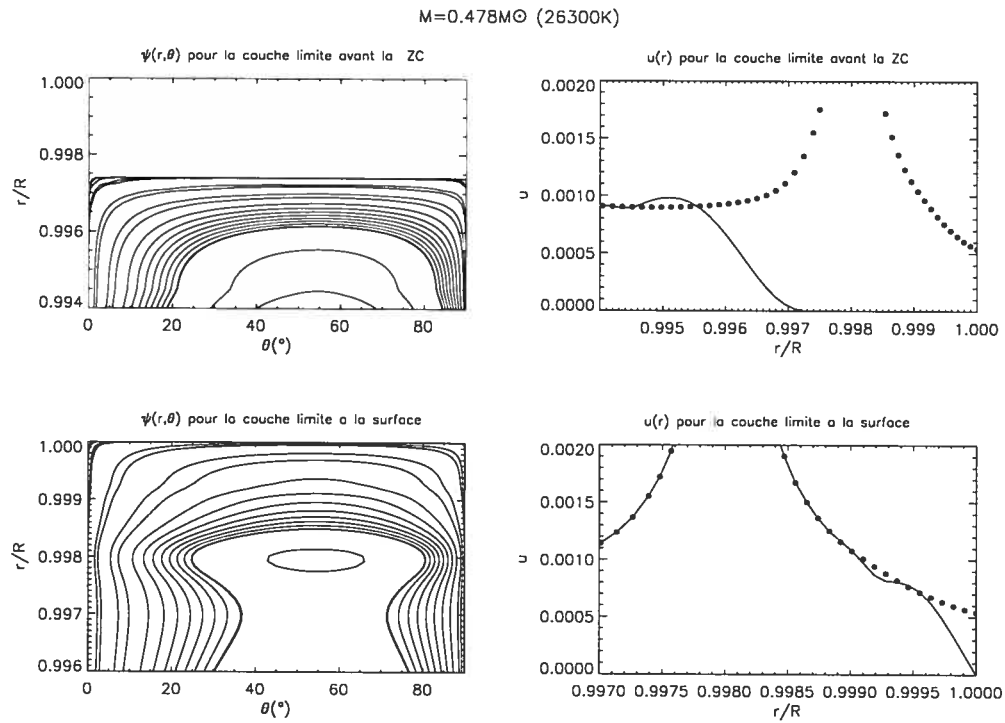 M=0.478M⊙ (26300K)
ψ(r,θ) pour la couche limite avant la ZC
1.000
0.998
0.996
0.994
r/R
0 20 40 60 80
θ(°)
u(r) pour la couche limite avant la ZC
0.0020
0.0015
0.0010
0.0005
0.0000
u
0.995 0.996 0.997 0.998 0.999 1.000
r/R
ψ(r,θ) pour la couche limite a la surface
1.000
0.999
0.998
0.997
0.996
r/R
0 20 40 60 80
θ(°)
u(r) pour la couche limite a la surface
0.0020
0.0015
0.0010
0.0005
0.0000
u
0.9970 0.9975 0.9980 0.9985 0.9990 0.9995 1.0000
r/R